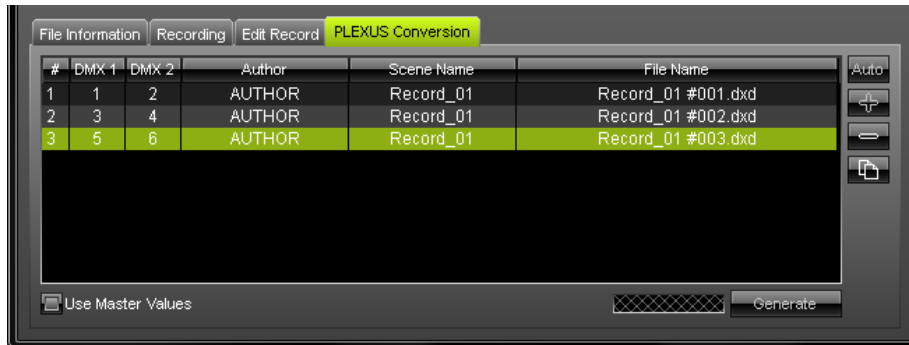 File Information Recording Edit Record PLEXUS Conversion
# DMX 1 DMX 2 Author Scene Name File Name Auto
1 1 2 AUTHOR Record_01 Record_01 #001.dxd
2 3 4 AUTHOR Record_01 Record_01 #002.dxd
3 5 6 AUTHOR Record_01 Record_01 #003.dxd
Use Master Values Generate